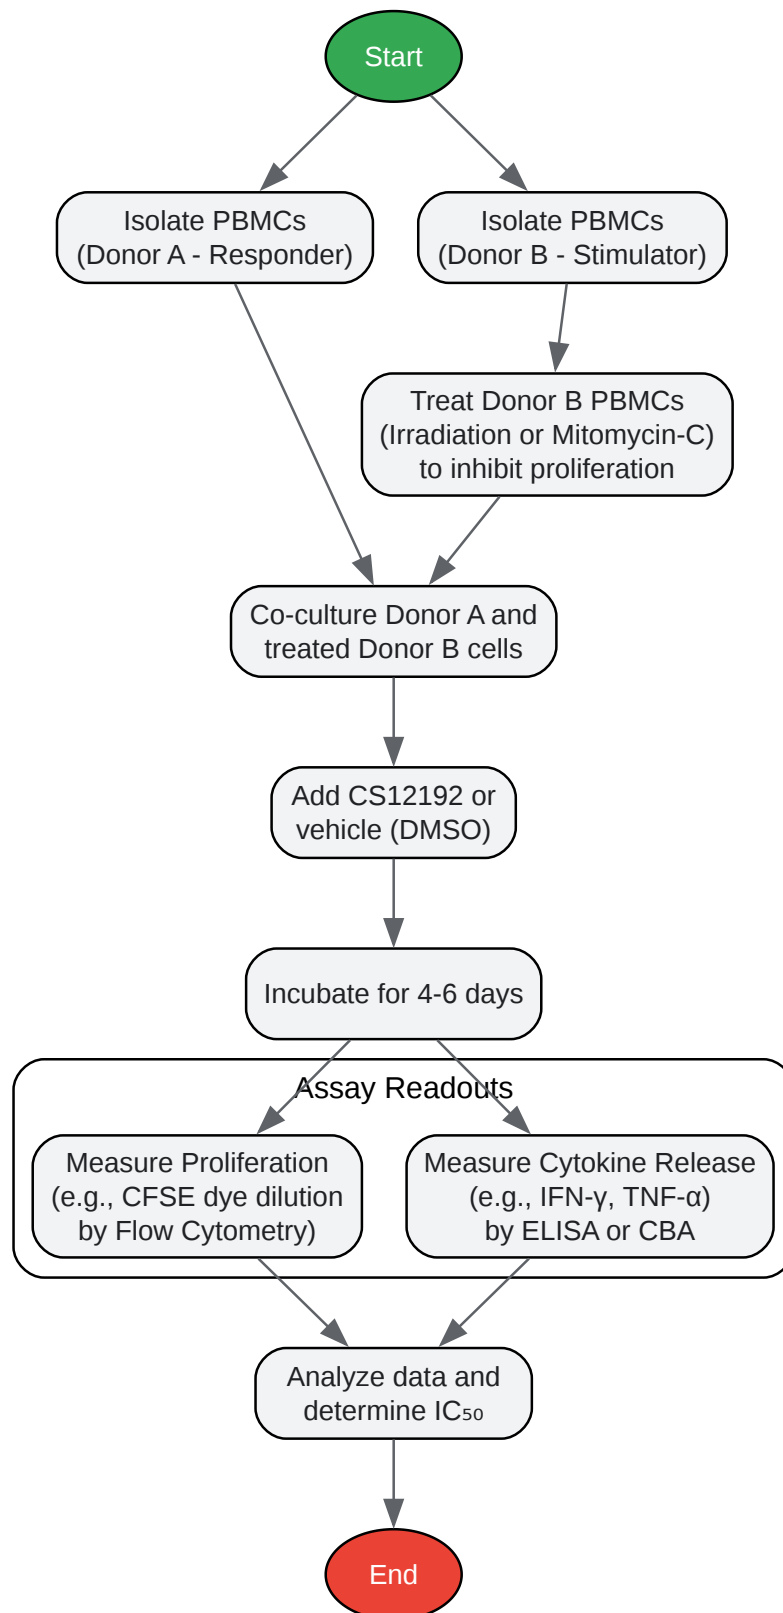 Start
Isolate PBMCs
(Donor A - Responder)
Isolate PBMCs
(Donor B - Stimulator)
Treat Donor B PBMCs
(Irradiation or Mitomycin-C)
to inhibit proliferation
Co-culture Donor A and
treated Donor B cells
Add CS12192 or
vehicle (DMSO)
Incubate for 4-6 days
Assay Readouts
Measure Proliferation
(e.g., CFSE dye dilution
by Flow Cytometry)
Measure Cytokine Release
(e.g., IFN-γ, TNF-α)
by ELISA or CBA
Analyze data and
determine IC₅₀
End